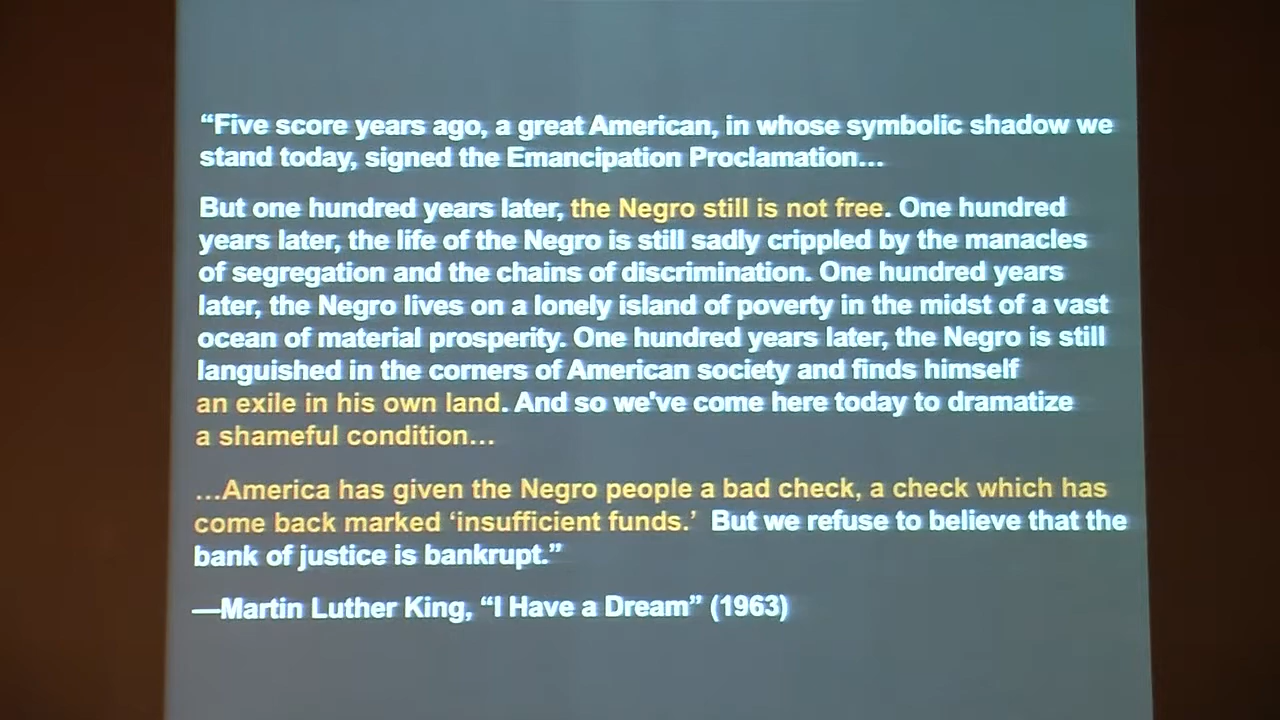 “Five score years ago, a great American, in whose symbolic shadow we
stand today, signed the Emancipation Proclamation…
But one hundred years later, the Negro still is not free. One hundred
years later, the life of the Negro is still sadly crippled by the manacles
of segregation and the chains of discrimination. One hundred years
later, the Negro lives on a lonely island of poverty in the midst of a vast
ocean of material prosperity. One hundred years later, the Negro is still
languished in the corners of American society and finds himself
an exile in his own land. And so we've come here today to dramatize
a shameful condition…
…America has given the Negro people a bad check, a check which has
come back marked ‘insufficient funds.’ But we refuse to believe that the
bank of justice is bankrupt.”
—Martin Luther King, “I Have a Dream” (1963)